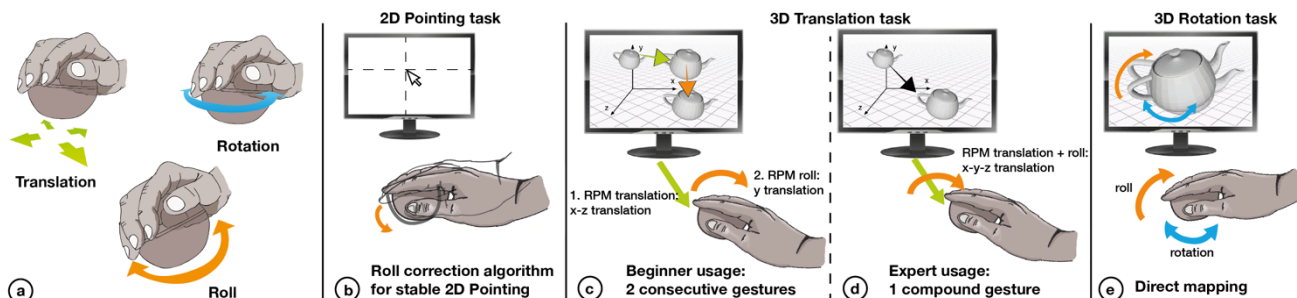 2D Pointing task
3D Translation task
3D Rotation task
Translation
Rotation
Roll
a
Roll correction algorithm
for stable 2D Pointing
b
y
x
z
1. RPM translation:
x-z translation
2. RPM roll:
y translation
Beginner usage:
2 consecutive gestures
c
y
x
z
RPM translation + roll:
x-y-z translation
Expert usage:
1 compound gesture
d
roll
rotation
Direct mapping
e